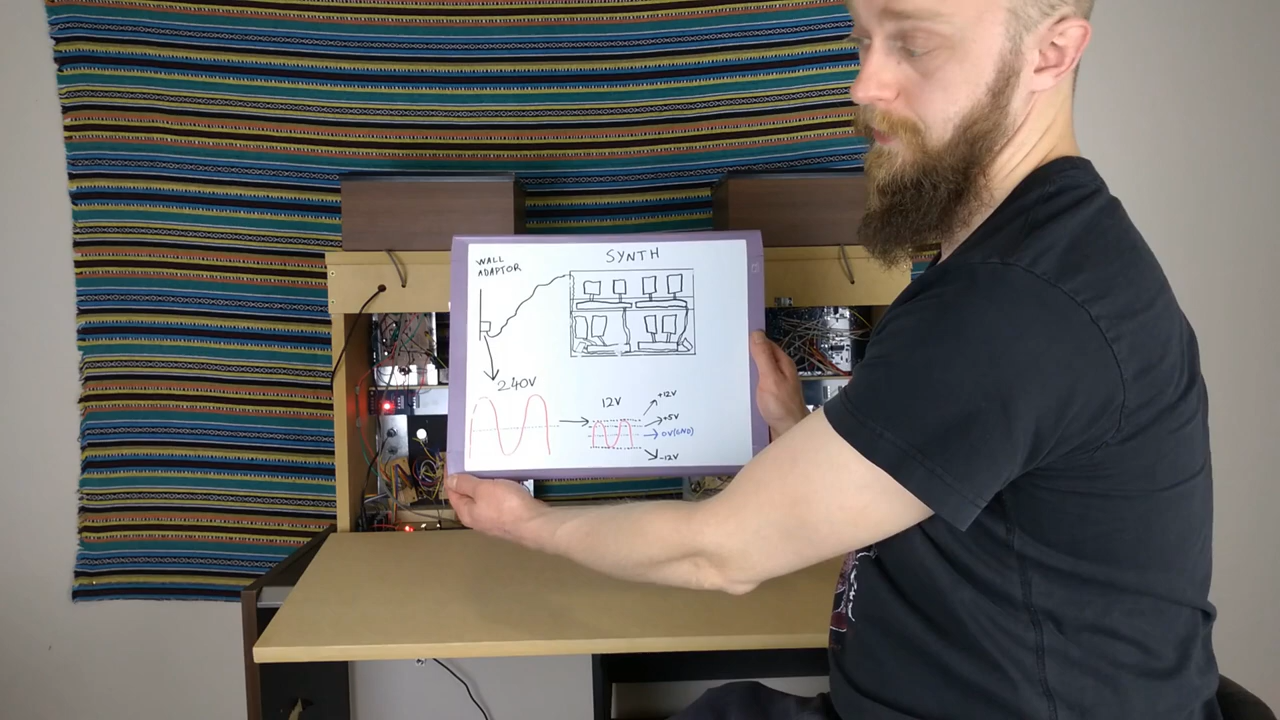 SYNTH
WALL
ADAPTOR
240V
12V
+12V
+5V
0V(GND)
-12V